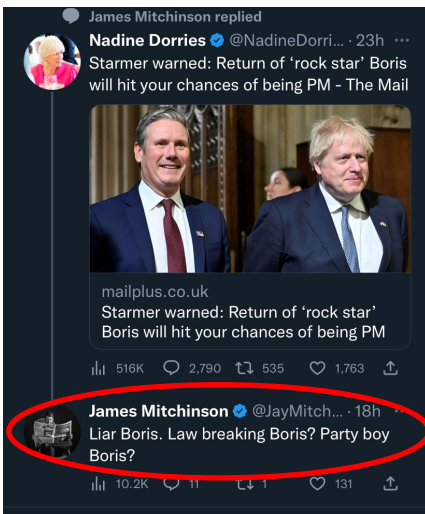 James Mitchinson replied
Nadine Dorries @NadineDorri... · 23h ...
Starmer warned: Return of ‘rock star’ Boris
will hit your chances of being PM - The Mail
mailplus.co.uk
Starmer warned: Return of ‘rock star’
Boris will hit your chances of being PM
516K 2,790 535 1,763
James Mitchinson @JayMitch... · 18h
Liar Boris. Law breaking Boris? Party boy
Boris?
10.2K 11 1 131